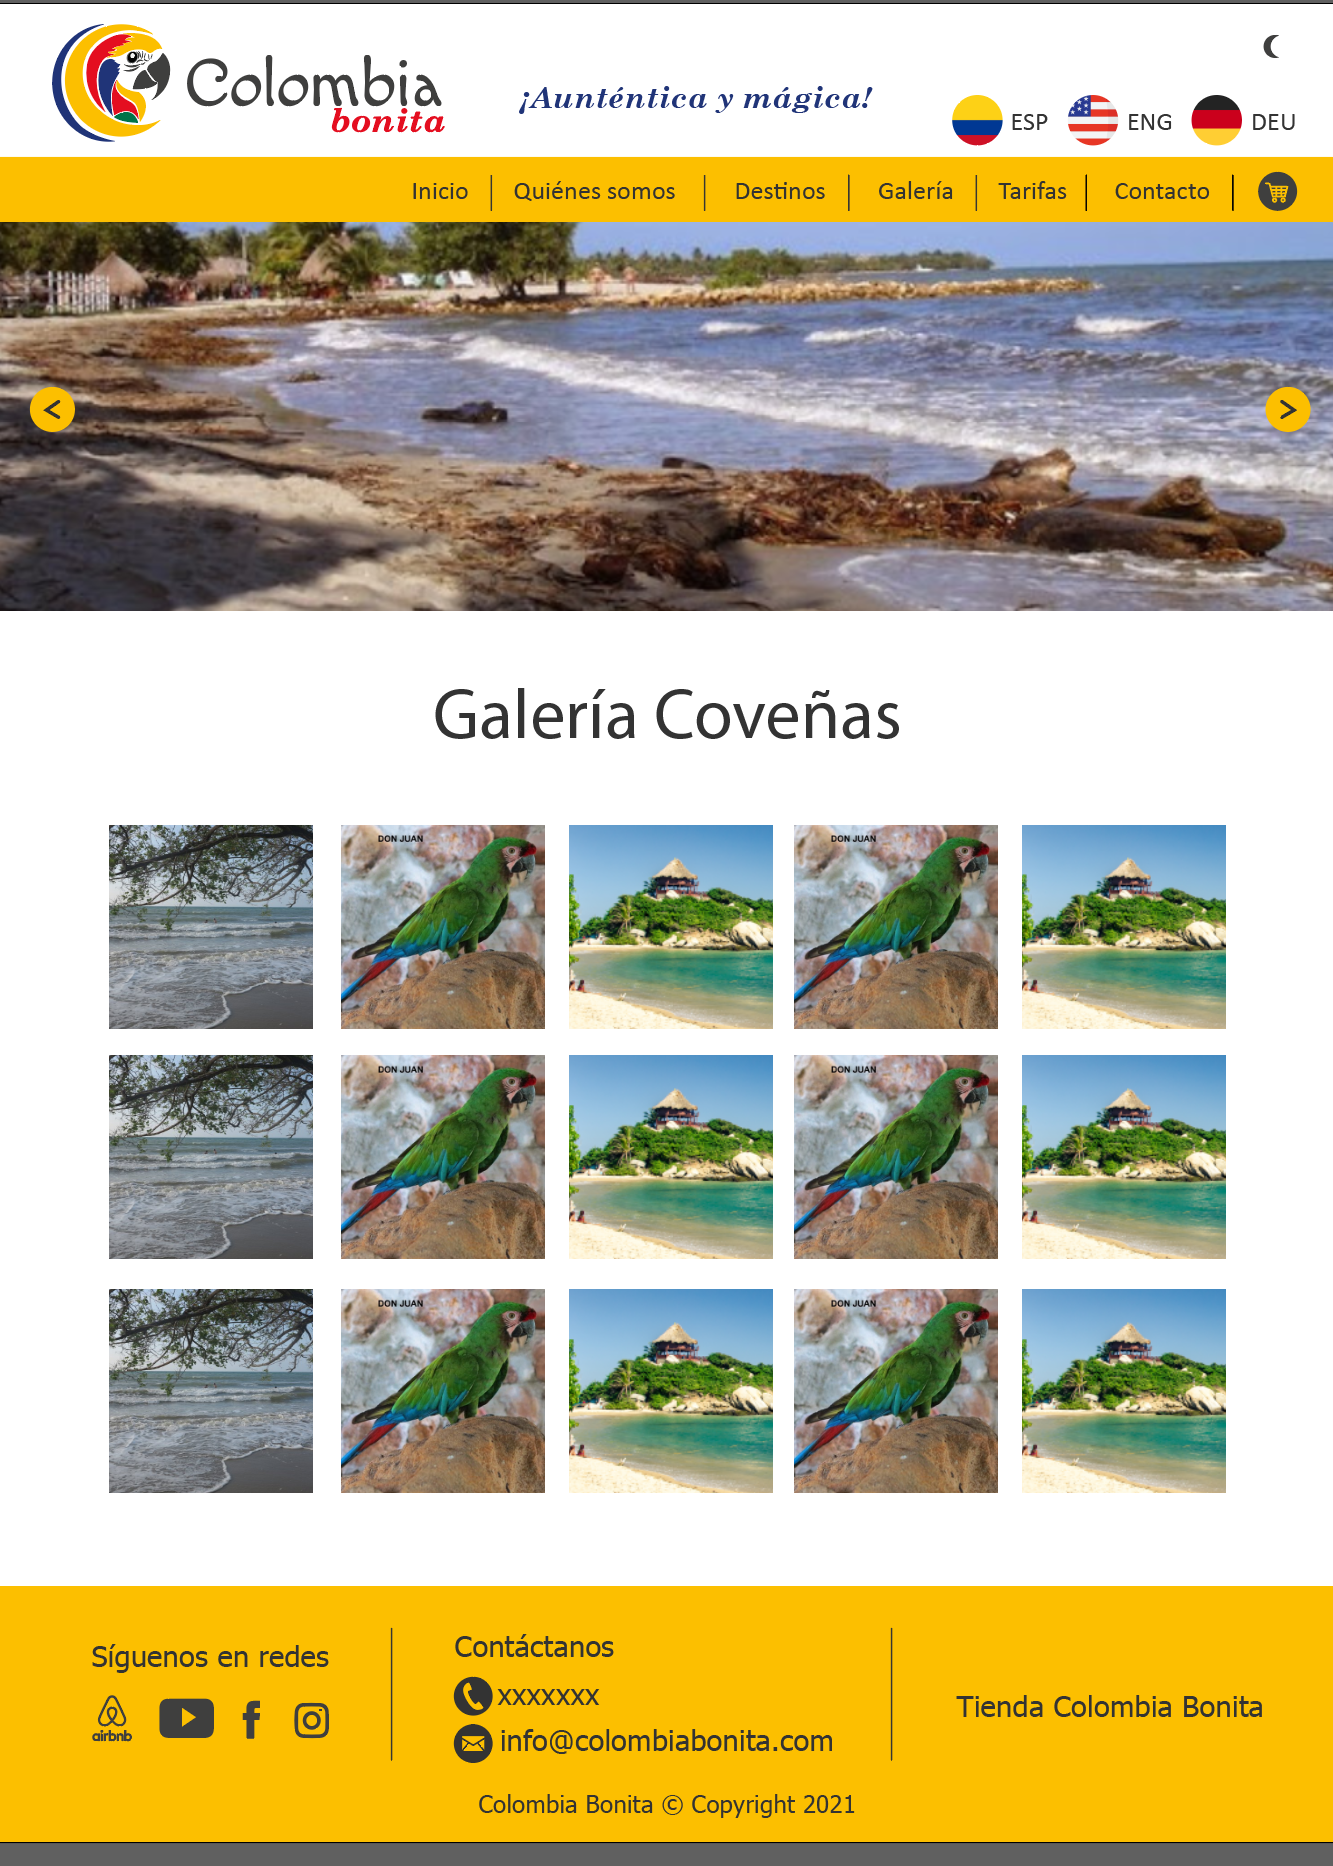 Colombia
bonita
¡Aunténtica y mágica!
ESP
ENG
DEU
Inicio
Quiénes somos
Destinos
Galería
Tarifas
Contacto
<
>
Galería Coveñas
DON JUAN
DON JUAN
DON JUAN
DON JUAN
DON JUAN
DON JUAN
Síguenos en redes
airbnb
Contáctanos
xxxxxxx
info@colombiabonita.com
Tienda Colombia Bonita
Colombia Bonita © Copyright 2021